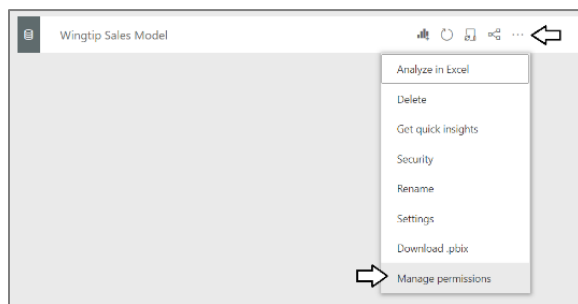 Wingtip Sales Model
Analyze in Excel
Delete
Get quick insights
Security
Rename
Settings
Download .pbix
Manage permissions